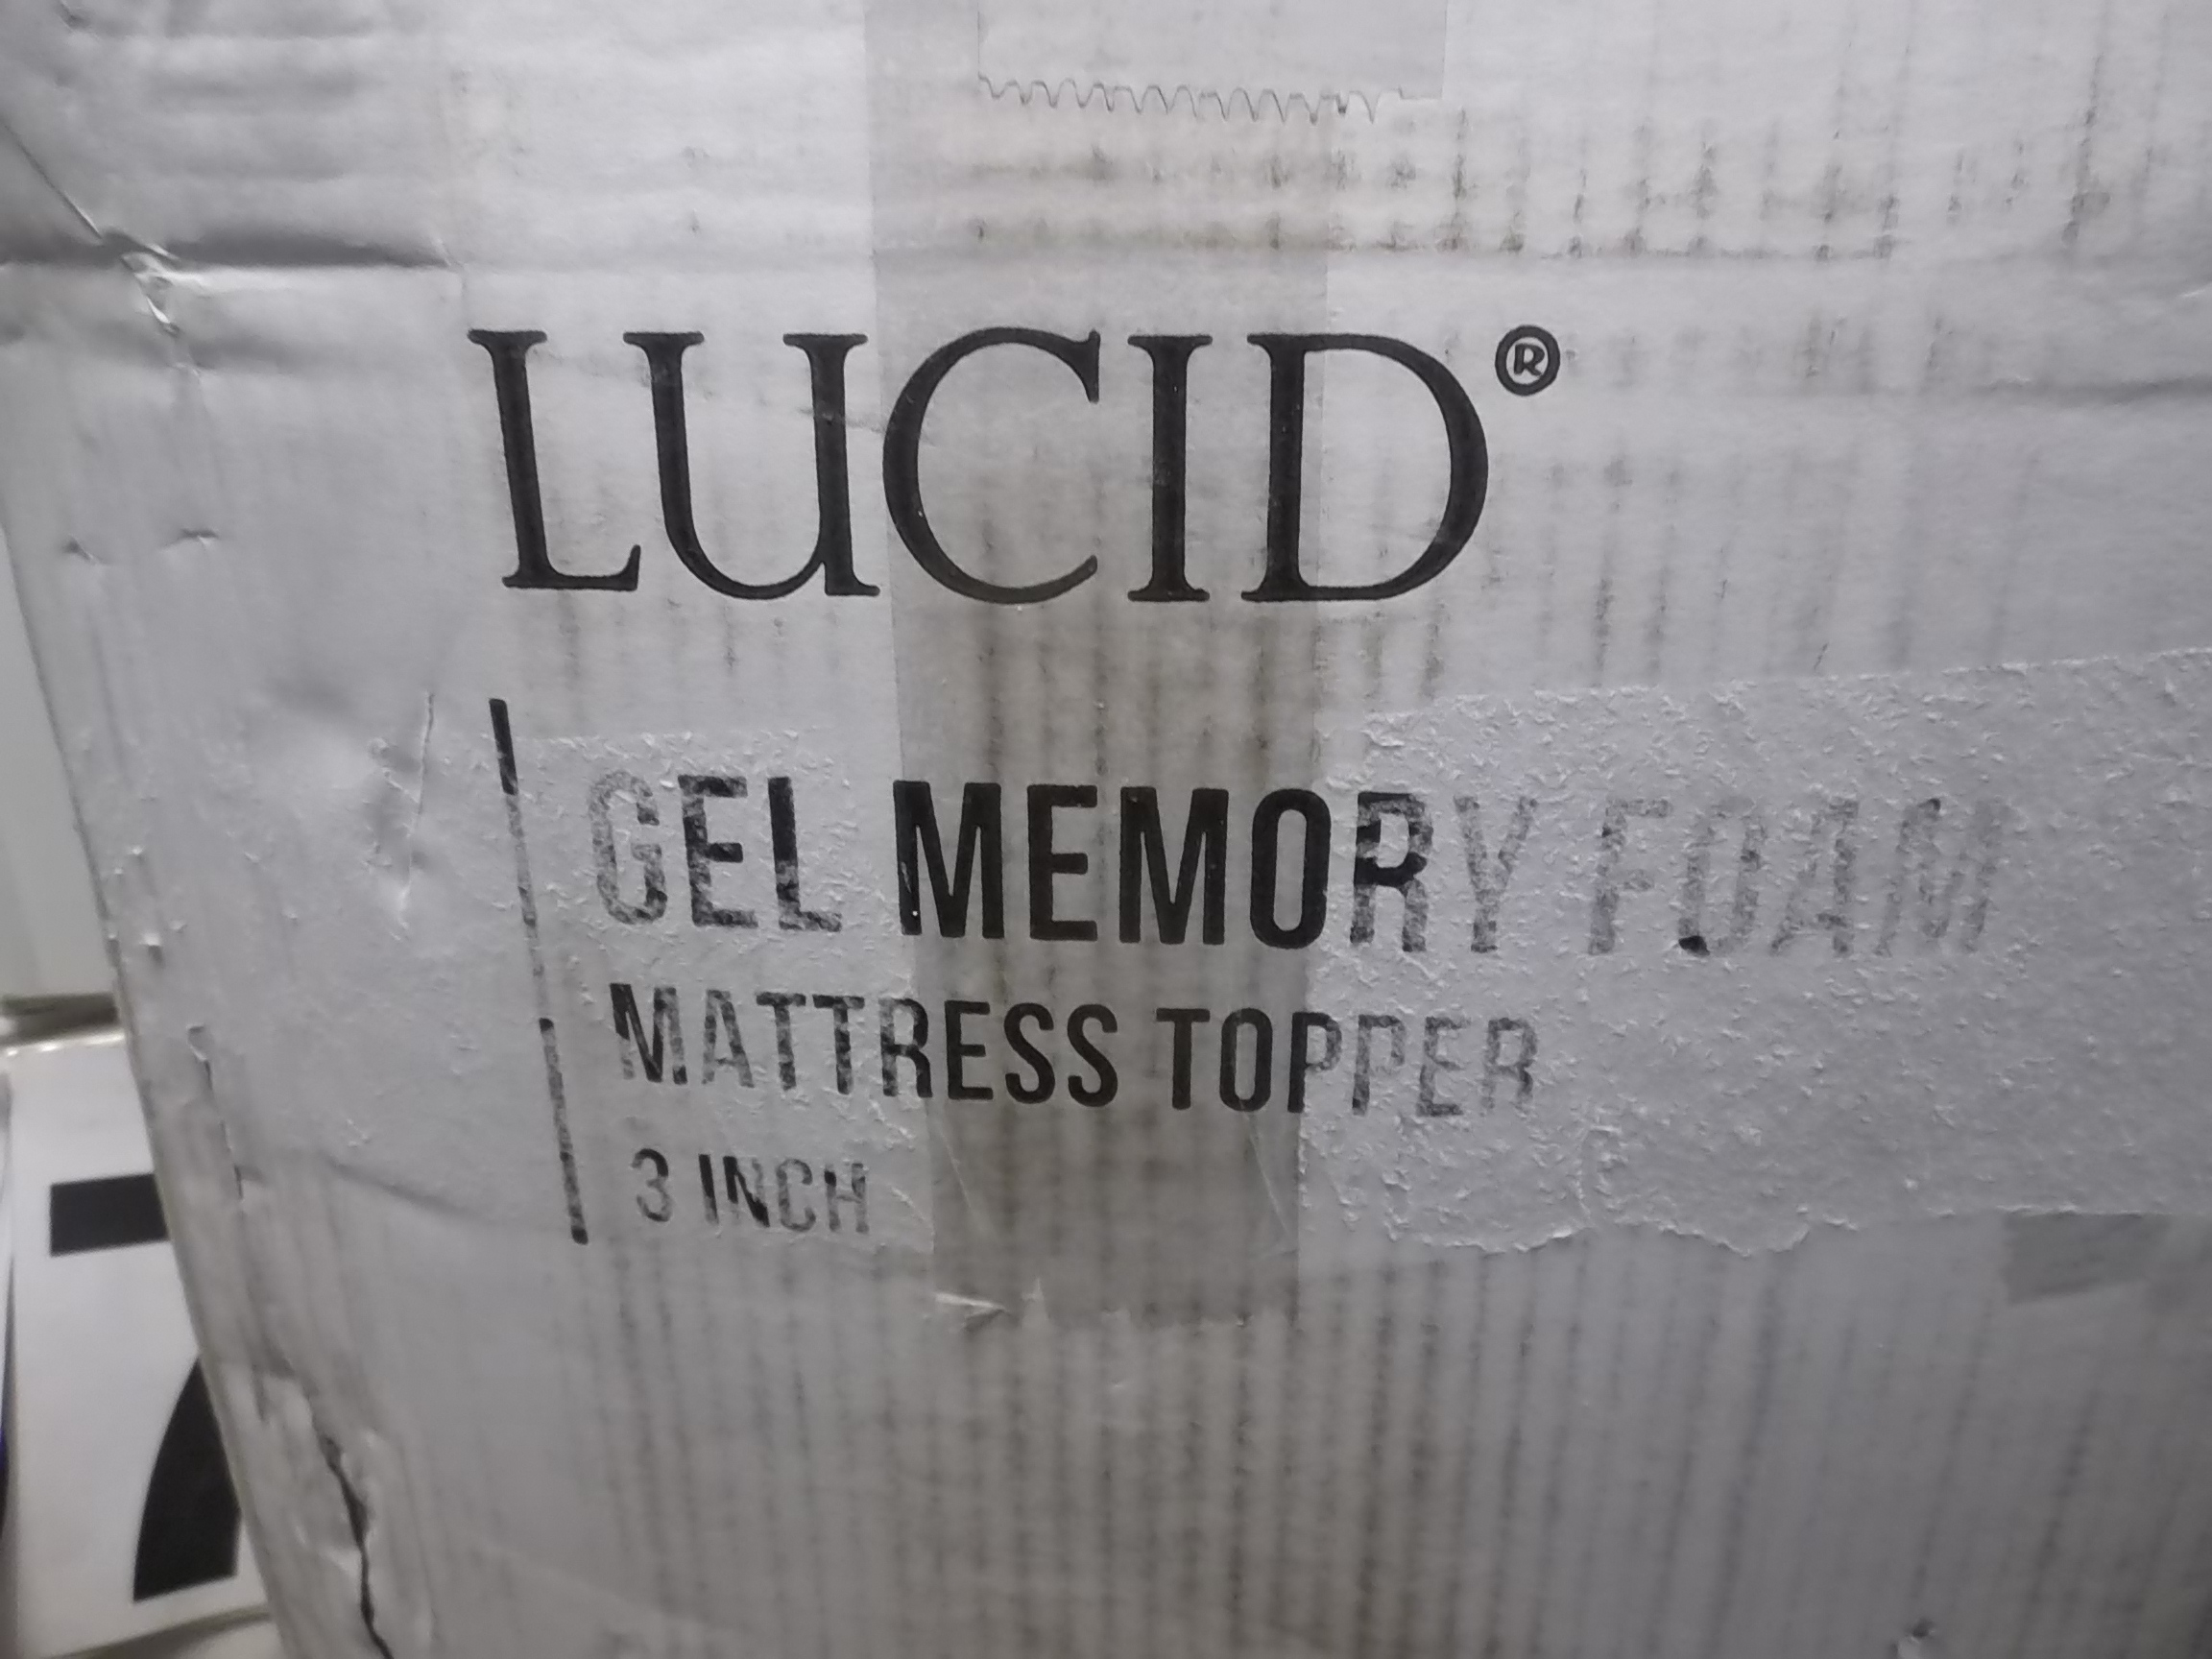 LUCID®
GEL MEMORY FOAM
MATTRESS TOPPER
3 INCH